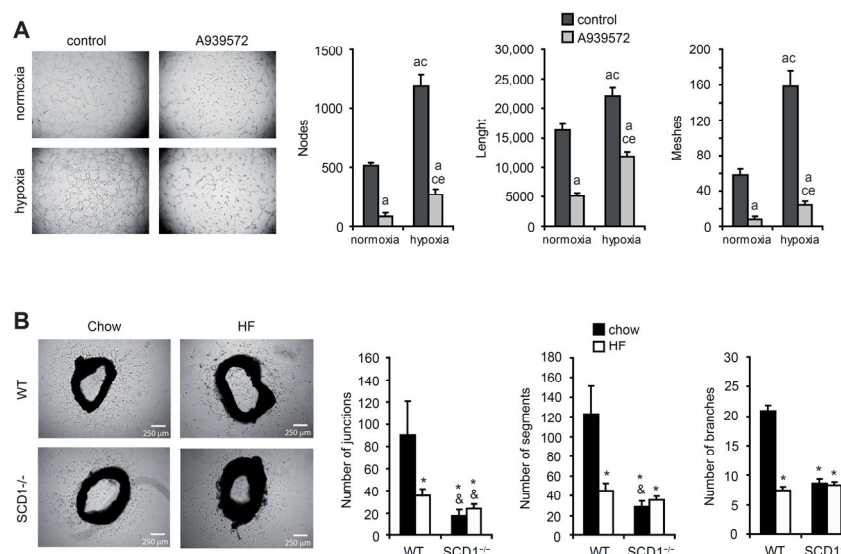 A
control
A939572
normoxia
hypoxia
1500
1000
500
0
Nodes
a
ac
a
ce
normoxia
hypoxia
control
A939572
30,000
25,000
20,000
15,000
10,000
5000
0
Lenght
a
ac
a
ce
normoxia
hypoxia
200
160
120
80
40
0
Meshes
a
ac
a
ce
normoxia
hypoxia
B
Chow
HF
WT
SCD1-/-
250 µm
250 µm
250 µm
250 µm
160
140
120
100
80
60
40
20
0
Number of juncions
*
*
&
*
&
WT
SCD1⁻/⁻
chow
HF
180
160
140
120
100
80
60
40
20
0
Number of segments
*
*
&
*
WT
SCD1⁻/⁻
30
25
20
15
10
5
0
Number of branches
*
*
*
WT